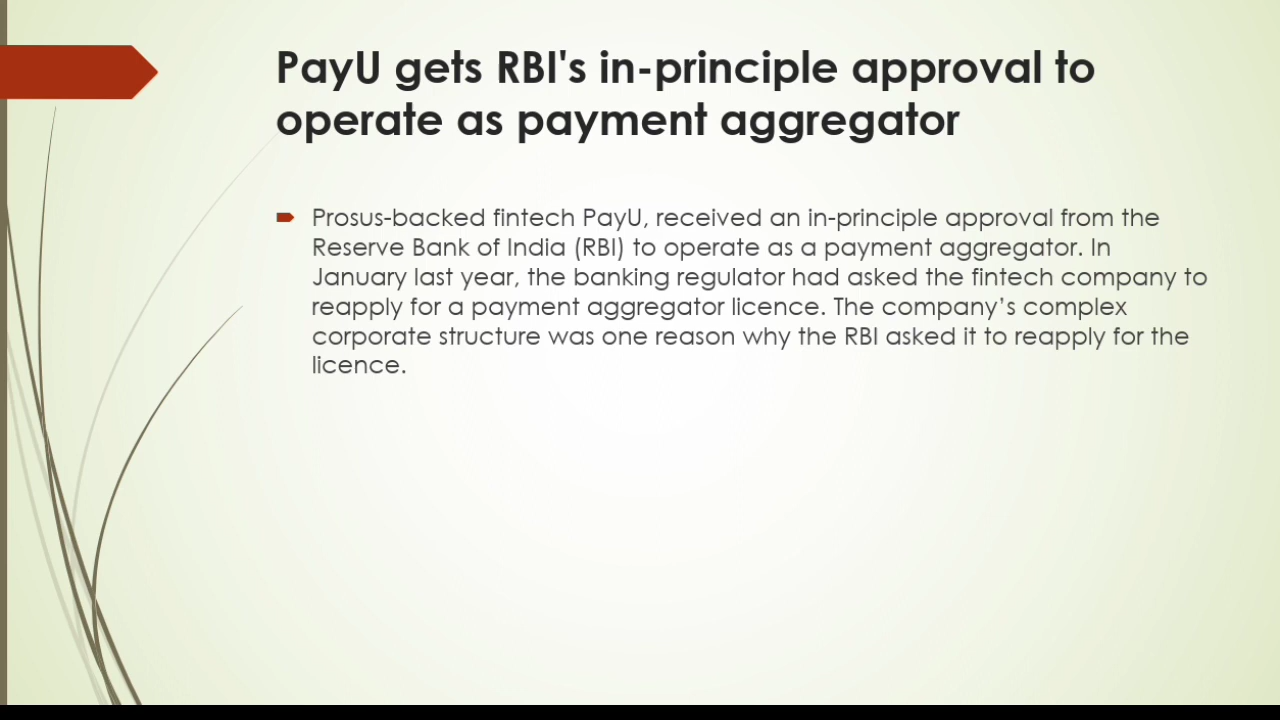 PayU gets RBI's in-principle approval to
operate as payment aggregator
Prosus-backed fintech PayU, received an in-principle approval from the
Reserve Bank of India (RBI) to operate as a payment aggregator. In
January last year, the banking regulator had asked the fintech company to
reapply for a payment aggregator licence. The company’s complex
corporate structure was one reason why the RBI asked it to reapply for the
licence.